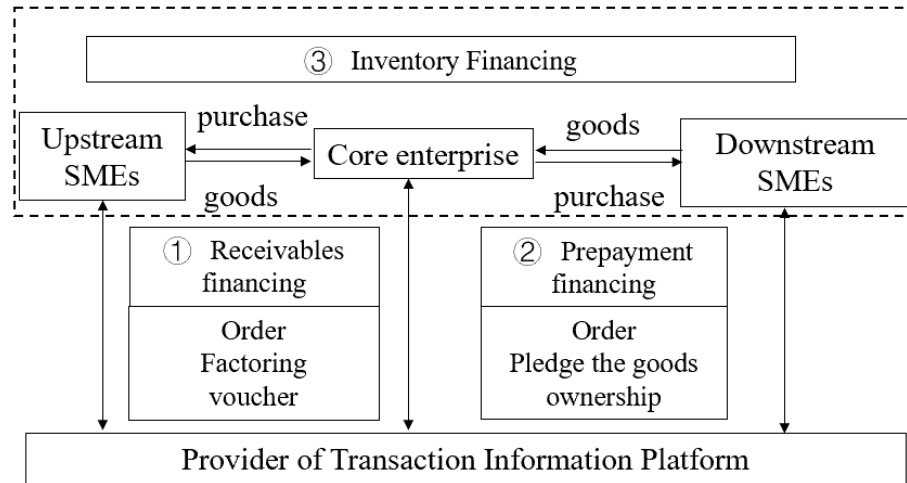 ③ Inventory Financing
purchase
goods
Upstream
SMEs
Core enterprise
Downstream
SMEs
goods
purchase
① Receivables
financing
Order
Factoring
voucher
② Prepayment
financing
Order
Pledge the goods
ownership
Provider of Transaction Information Platform